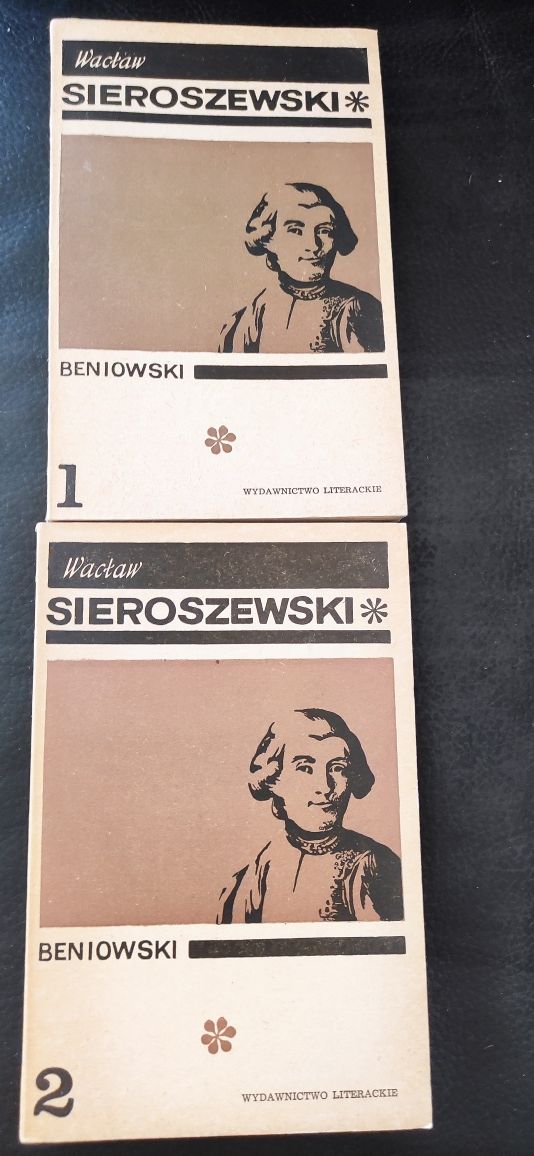 Wacław
SIEROSZEWSKI*
BENIOWSKI
1
WYDAWNICTWO LITERACKIE
Wacław
SIEROSZEWSKI*
BENIOWSKI
2
WYDAWNICTWO LITERACKIE